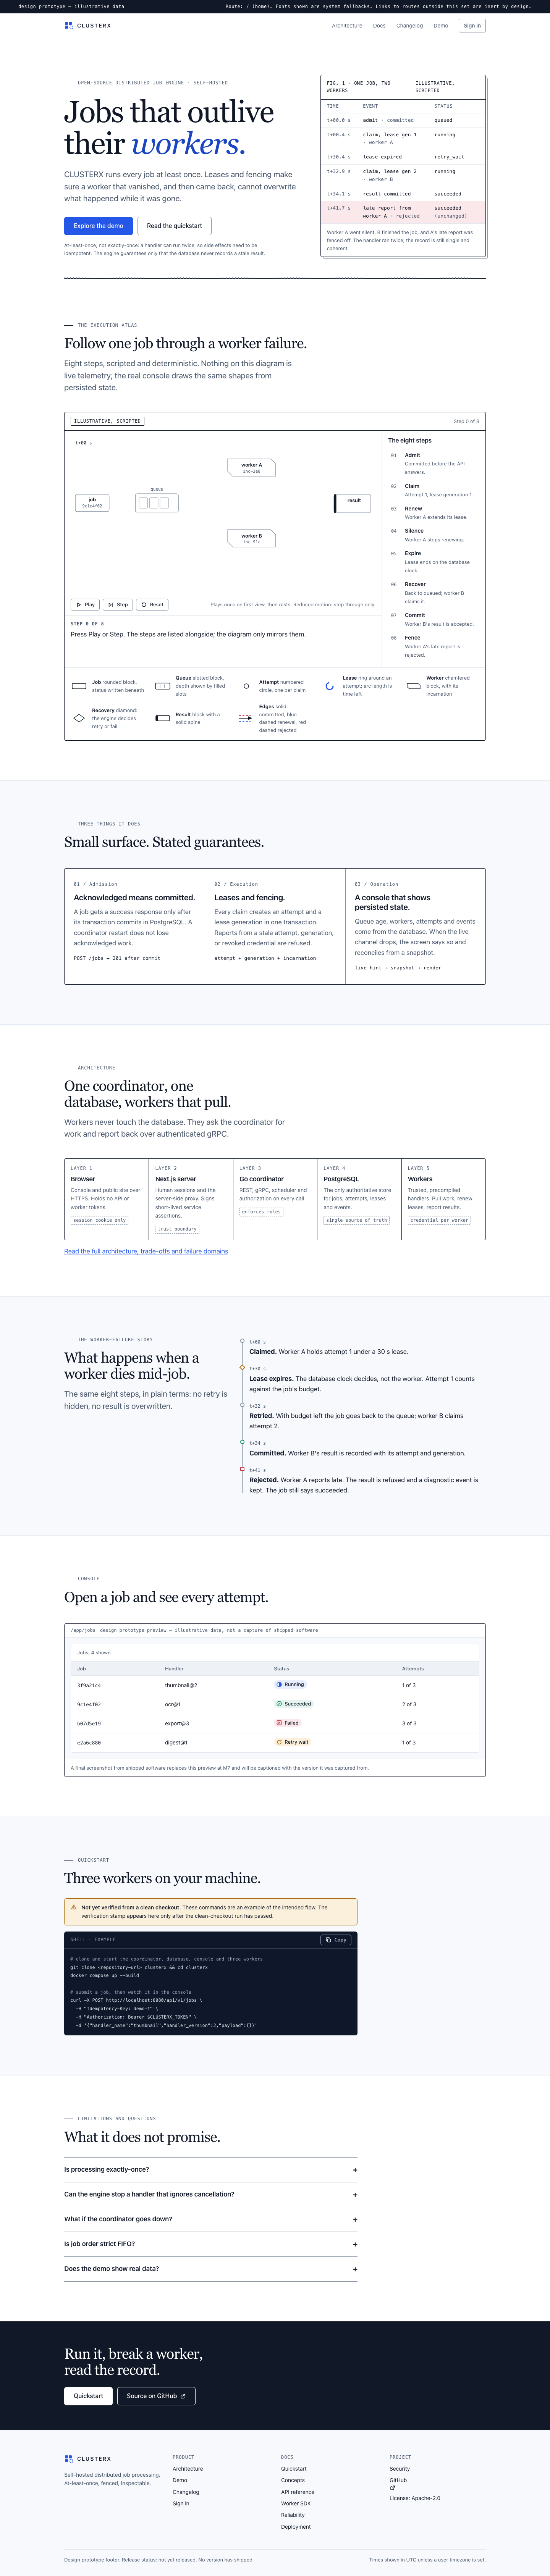 design prototype — illustrative data
Route: / (home). Fonts shown are system fallbacks. Links to routes outside this set are inert by design.
CLUSTERX
Architecture Docs Changelog Demo Sign in
OPEN-SOURCE DISTRIBUTED JOB ENGINE · SELF-HOSTED
Jobs that outlive
their workers.
CLUSTERX runs every job at least once. Leases and fencing make
sure a worker that vanished, and then came back, cannot overwrite
what happened while it was gone.
Explore the demo Read the quickstart
At-least-once, not exactly-once: a handler can run twice, so side effects need to be
idempotent. The engine guarantees only that the database never records a stale result.
FIG. 1 · ONE JOB, TWO
WORKERS
ILLUSTRATIVE,
SCRIPTED
TIME EVENT STATUS
t+00.0 s admit · committed queued
t+00.4 s claim, lease gen 1
· worker A running
t+30.4 s lease expired retry_wait
t+32.9 s claim, lease gen 2
· worker B running
t+34.1 s result committed succeeded
t+41.7 s late report from
worker A · rejected succeeded
(unchanged)
Worker A went silent, B finished the job, and A's late report was
fenced off. The handler ran twice; the record is still single and
coherent.
THE EXECUTION ATLAS
Follow one job through a worker failure.
Eight steps, scripted and deterministic. Nothing on this diagram is
live telemetry; the real console draws the same shapes from
persisted state.
ILLUSTRATIVE, SCRIPTED
Step 0 of 8
t+00 s
worker A
inc-3a8
queue
job
9c1e4f02
result
worker B
inc-91c
Play Step Reset
Plays once on first view, then rests. Reduced motion: step through only.
STEP 0 OF 8
Press Play or Step. The steps are listed alongside; the diagram only mirrors them.
The eight steps
01 Admit
Committed before the API
answers.
02 Claim
Attempt 1, lease generation 1.
03 Renew
Worker A extends its lease.
04 Silence
Worker A stops renewing.
05 Expire
Lease ends on the database
clock.
06 Recover
Back to queued; worker B
claims it.
07 Commit
Worker B's result is accepted.
08 Fence
Worker A's late report is
rejected.
Job rounded block,
status written beneath
Queue slotted block,
depth shown by filled
slots
Attempt numbered
circle, one per claim
Lease ring around an
attempt; arc length is
time left
Worker chamfered
block, with its
incarnation
Recovery diamond:
the engine decides
retry or fail
Result block with a
solid spine
Edges solid
committed, blue
dashed renewal, red
dashed rejected
THREE THINGS IT DOES
Small surface. Stated guarantees.
01 / Admission
Acknowledged means committed.
A job gets a success response only after
its transaction commits in PostgreSQL. A
coordinator restart does not lose
acknowledged work.
POST /jobs → 201 after commit
02 / Execution
Leases and fencing.
Every claim creates an attempt and a
lease generation in one transaction.
Reports from a stale attempt, generation,
or revoked credential are refused.
attempt + generation + incarnation
03 / Operation
A console that shows
persisted state.
Queue age, workers, attempts and events
come from the database. When the live
channel drops, the screen says so and
reconciles from a snapshot.
live hint → snapshot → render
ARCHITECTURE
One coordinator, one
database, workers that pull.
Workers never touch the database. They ask the coordinator for
work and report back over authenticated gRPC.
LAYER 1
Browser
Console and public site over
HTTPS. Holds no API or
worker tokens.
session cookie only
LAYER 2
Next.js server
Human sessions and the
server-side proxy. Signs
short-lived service
assertions.
trust boundary
LAYER 3
Go coordinator
REST, gRPC, scheduler and
authorization on every call.
enforces roles
LAYER 4
PostgreSQL
The only authoritative store
for jobs, attempts, leases
and events.
single source of truth
LAYER 5
Workers
Trusted, precompiled
handlers. Pull work, renew
leases, report results.
credential per worker
Read the full architecture, trade-offs and failure domains
THE WORKER-FAILURE STORY
What happens when a
worker dies mid-job.
The same eight steps, in plain terms: no retry is
hidden, no result is overwritten.
t+00 s
Claimed. Worker A holds attempt 1 under a 30 s lease.
t+30 s
Lease expires. The database clock decides, not the worker. Attempt 1 counts
against the job's budget.
t+32 s
Retried. With budget left the job goes back to the queue; worker B claims
attempt 2.
t+34 s
Committed. Worker B's result is recorded with its attempt and generation.
t+41 s
Rejected. Worker A reports late. The result is refused and a diagnostic event is
kept. The job still says succeeded.
CONSOLE
Open a job and see every attempt.
/app/jobs design prototype preview — illustrative data, not a capture of shipped software
Jobs, 4 shown
Job Handler Status Attempts
3f9a21c4 thumbnail@2 Running 1 of 3
9c1e4f02 ocr@1 Succeeded 2 of 3
b07d5e19 export@3 Failed 3 of 3
e2a6c880 digest@1 Retry wait 1 of 3
A final screenshot from shipped software replaces this preview at M7 and will be captioned with the version it was captured from.
QUICKSTART
Three workers on your machine.
Not yet verified from a clean checkout. These commands are an example of the intended flow. The
verification stamp appears here only after the clean-checkout run has passed.
SHELL · EXAMPLE
Copy
# clone and start the coordinator, database, console and three workers
git clone <repository-url> clusterx && cd clusterx
docker compose up --build
# submit a job, then watch it in the console
curl -X POST http://localhost:8080/api/v1/jobs \
-H "Idempotency-Key: demo-1" \
-H "Authorization: Bearer $CLUSTERX_TOKEN" \
-d '{"handler_name":"thumbnail","handler_version":2,"payload":{}}'
LIMITATIONS AND QUESTIONS
What it does not promise.
Is processing exactly-once? +
Can the engine stop a handler that ignores cancellation? +
What if the coordinator goes down? +
Is job order strict FIFO? +
Does the demo show real data? +
Run it, break a worker,
read the record.
Quickstart Source on GitHub
CLUSTERX
Self-hosted distributed job processing.
At-least-once, fenced, inspectable.
PRODUCT
Architecture
Demo
Changelog
Sign in
DOCS
Quickstart
Concepts
API reference
Worker SDK
Reliability
Deployment
PROJECT
Security
GitHub
License: Apache-2.0
Design prototype footer. Release status: not yet released. No version has shipped.
Times shown in UTC unless a user timezone is set.